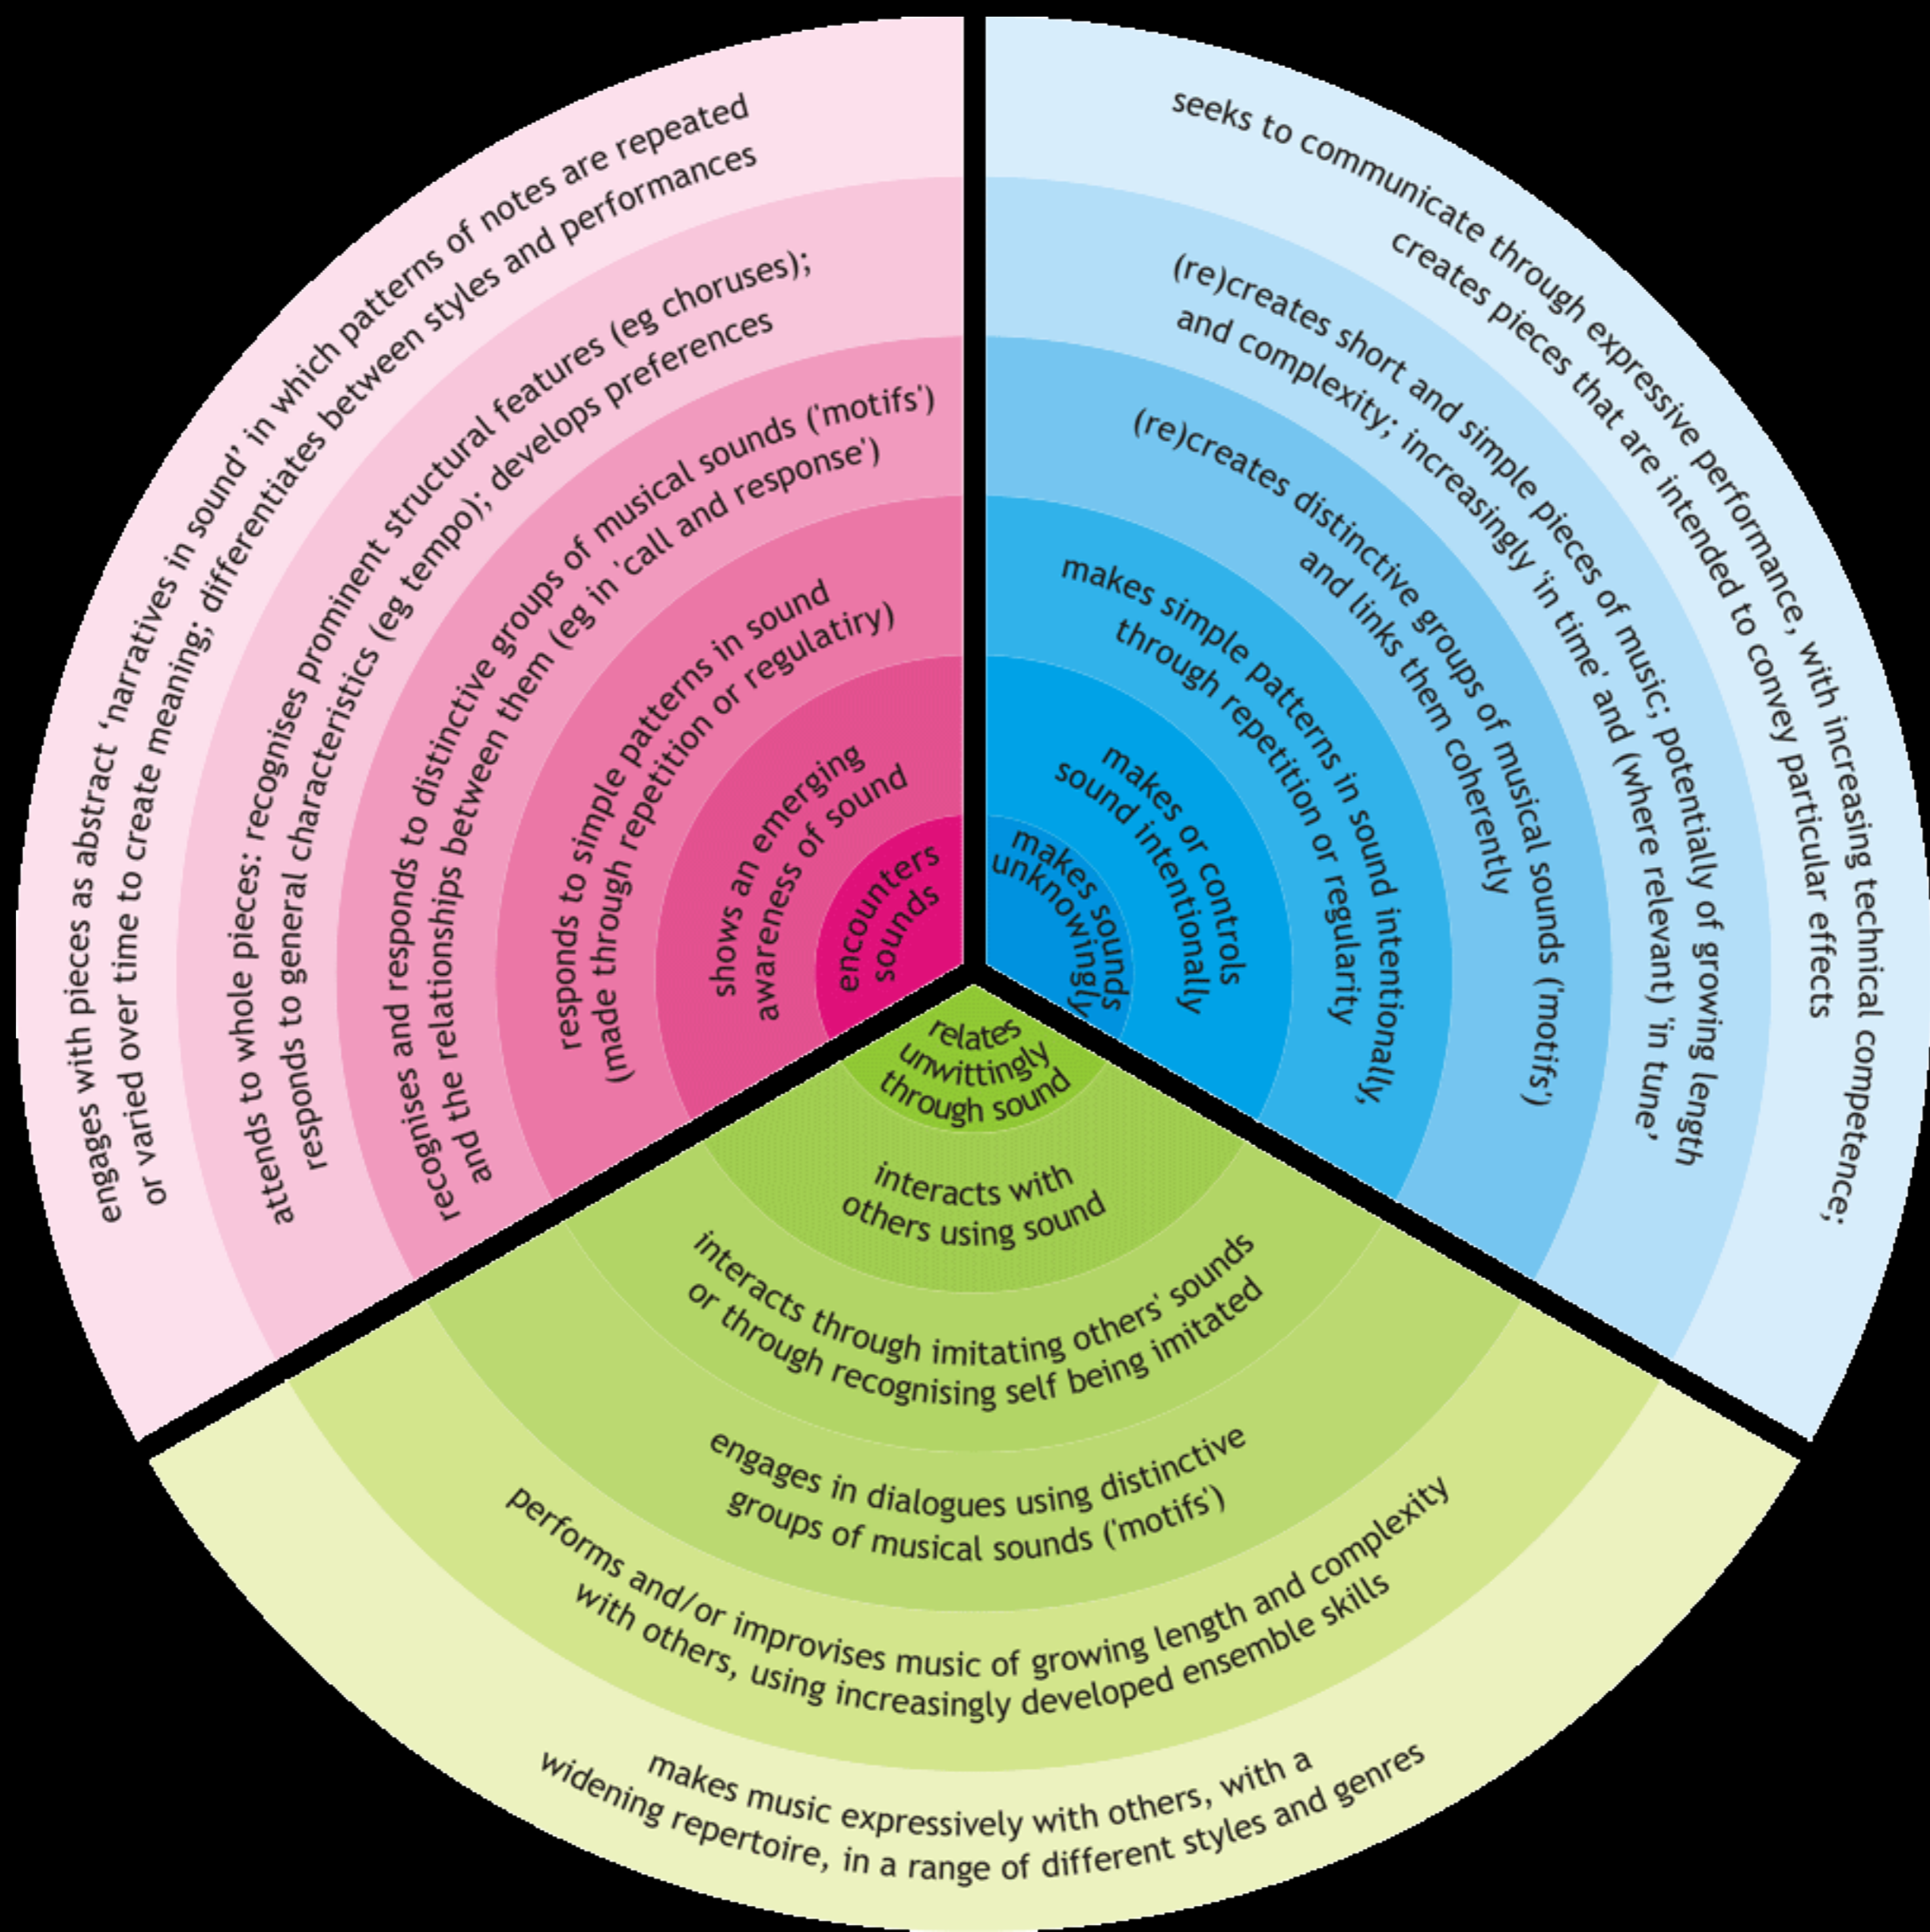 engages with pieces as abstract ‘narratives in sound’ in which patterns of notes are repeated
or varied over time to create meaning; differentiates between styles and performances
attends to whole pieces: recognises prominent structural features (eg choruses);
responds to general characteristics (eg tempo); develops preferences
recognises and responds to distinctive groups of musical sounds ('motifs')
and the relationships between them (eg in 'call and response')
responds to simple patterns in sound
(made through repetition or regulatiry)
shows an emerging
awareness of sound
encounters
sounds
seeks to communicate through expressive performance, with increasing technical competence;
creates pieces that are intended to convey particular effects
(re)creates short and simple pieces of music; potentially of growing length
and complexity; increasingly 'in time' and (where relevant) 'in tune’
(re)creates distinctive groups of musical sounds ('motifs')
and links them coherently
makes simple patterns in sound intentionally,
through repetition or regularity
makes or controls
sound intentionally
makes sounds
unknowingly
relates
unwittingly
through sound
interacts with
others using sound
interacts through imitating others' sounds
or through recognising self being imitated
engages in dialogues using distinctive
groups of musical sounds ('motifs')
performs and/or improvises music of growing length and complexity
with others, using increasingly developed ensemble skills
makes music expressively with others, with a
widening repertoire, in a range of different styles and genres